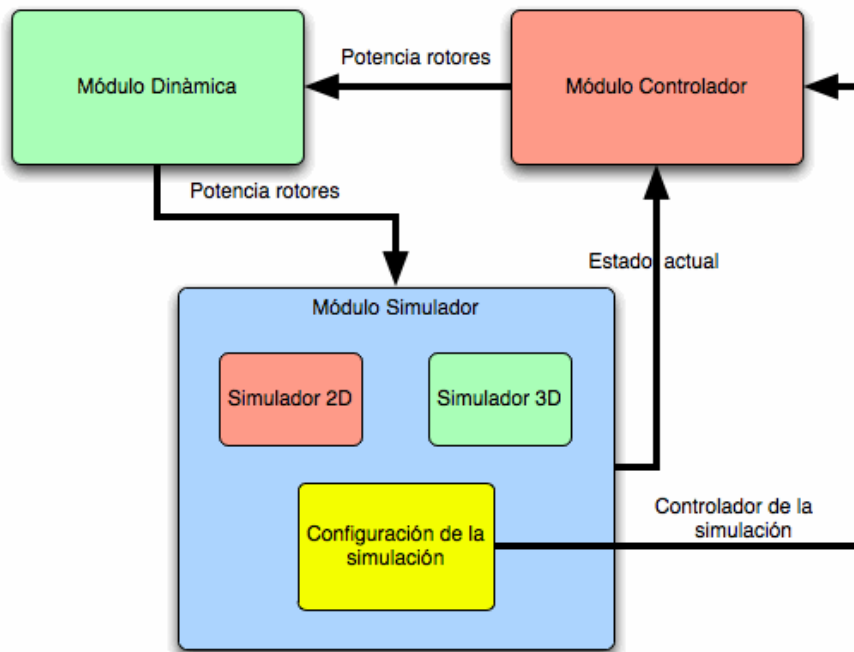 Potencia rotores
Módulo Dinàmica
Módulo Controlador
Potencia rotores
Estado actual
Módulo Simulador
Simulador 2D
Simulador 3D
Controlador de la
simulación
Configuración de la
simulación